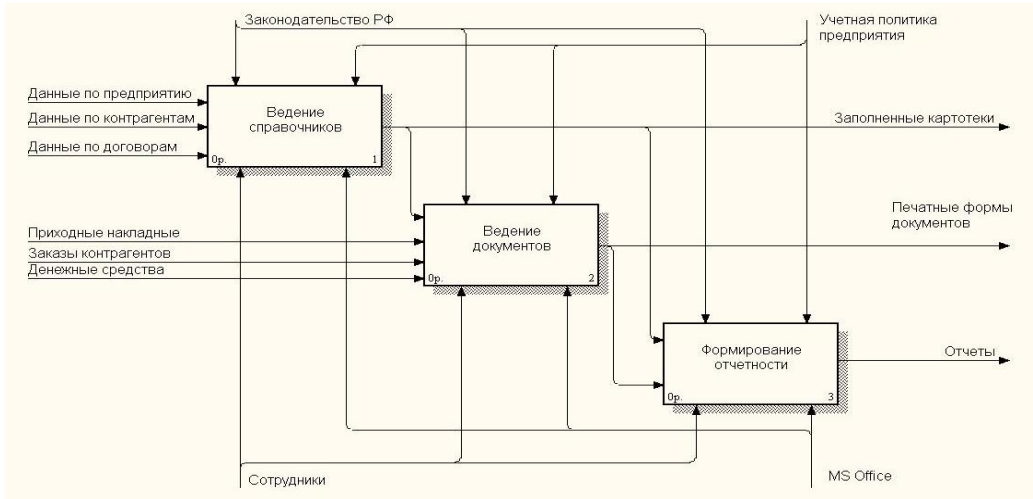 Законодательство РФ
Учетная политика
предприятия
Данные по предприятию
Данные по контрагентам
Данные по договорам
Ведение
справочников
0р.
1
Заполненные картотеки
Приходные накладные
Заказы контрагентов
Денежные средства
Ведение
документов
0р.
2
Печатные формы
документов
Формирование
отчетности
0р.
3
Отчеты
Сотрудники
MS Office